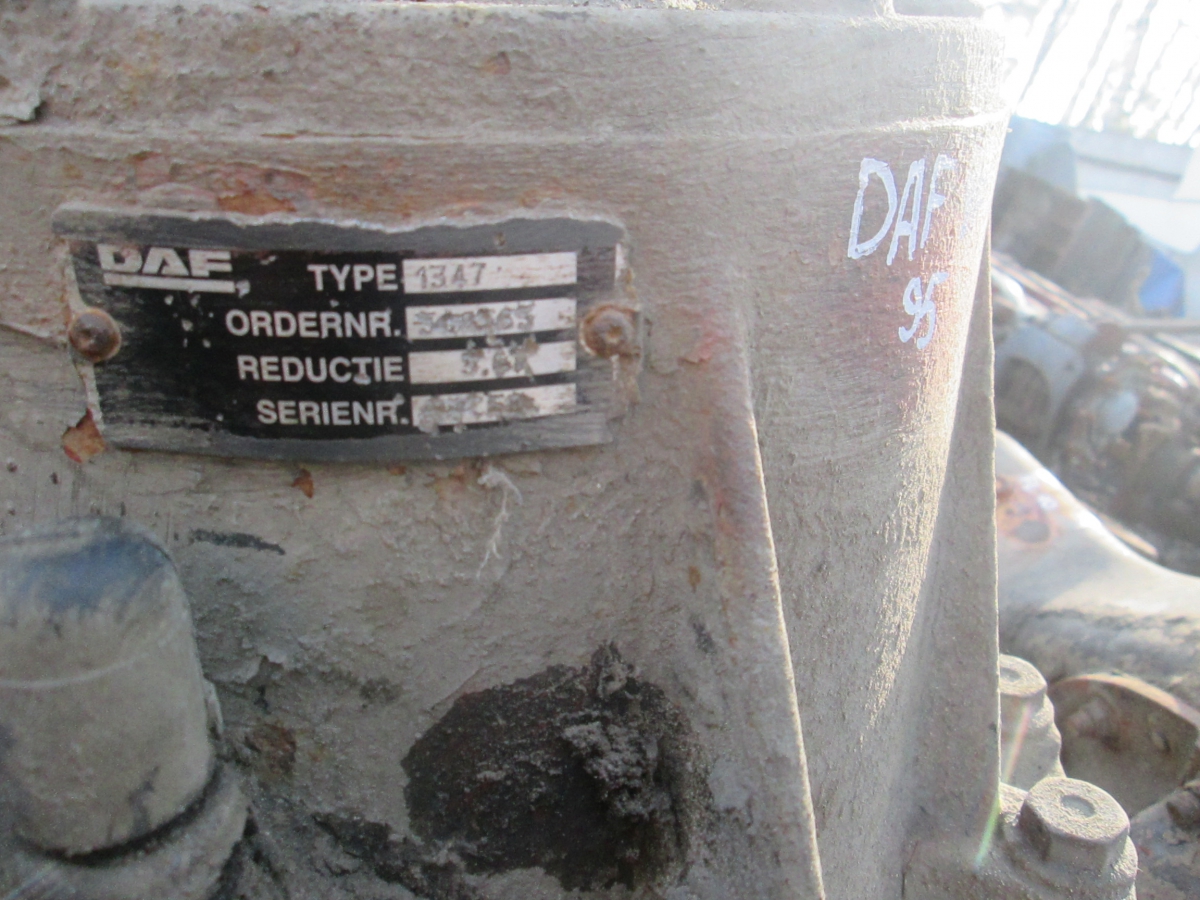 DAF
TYPE 1347
ORDERNR.
REDUCTIE
SERIENR.
DAF
95